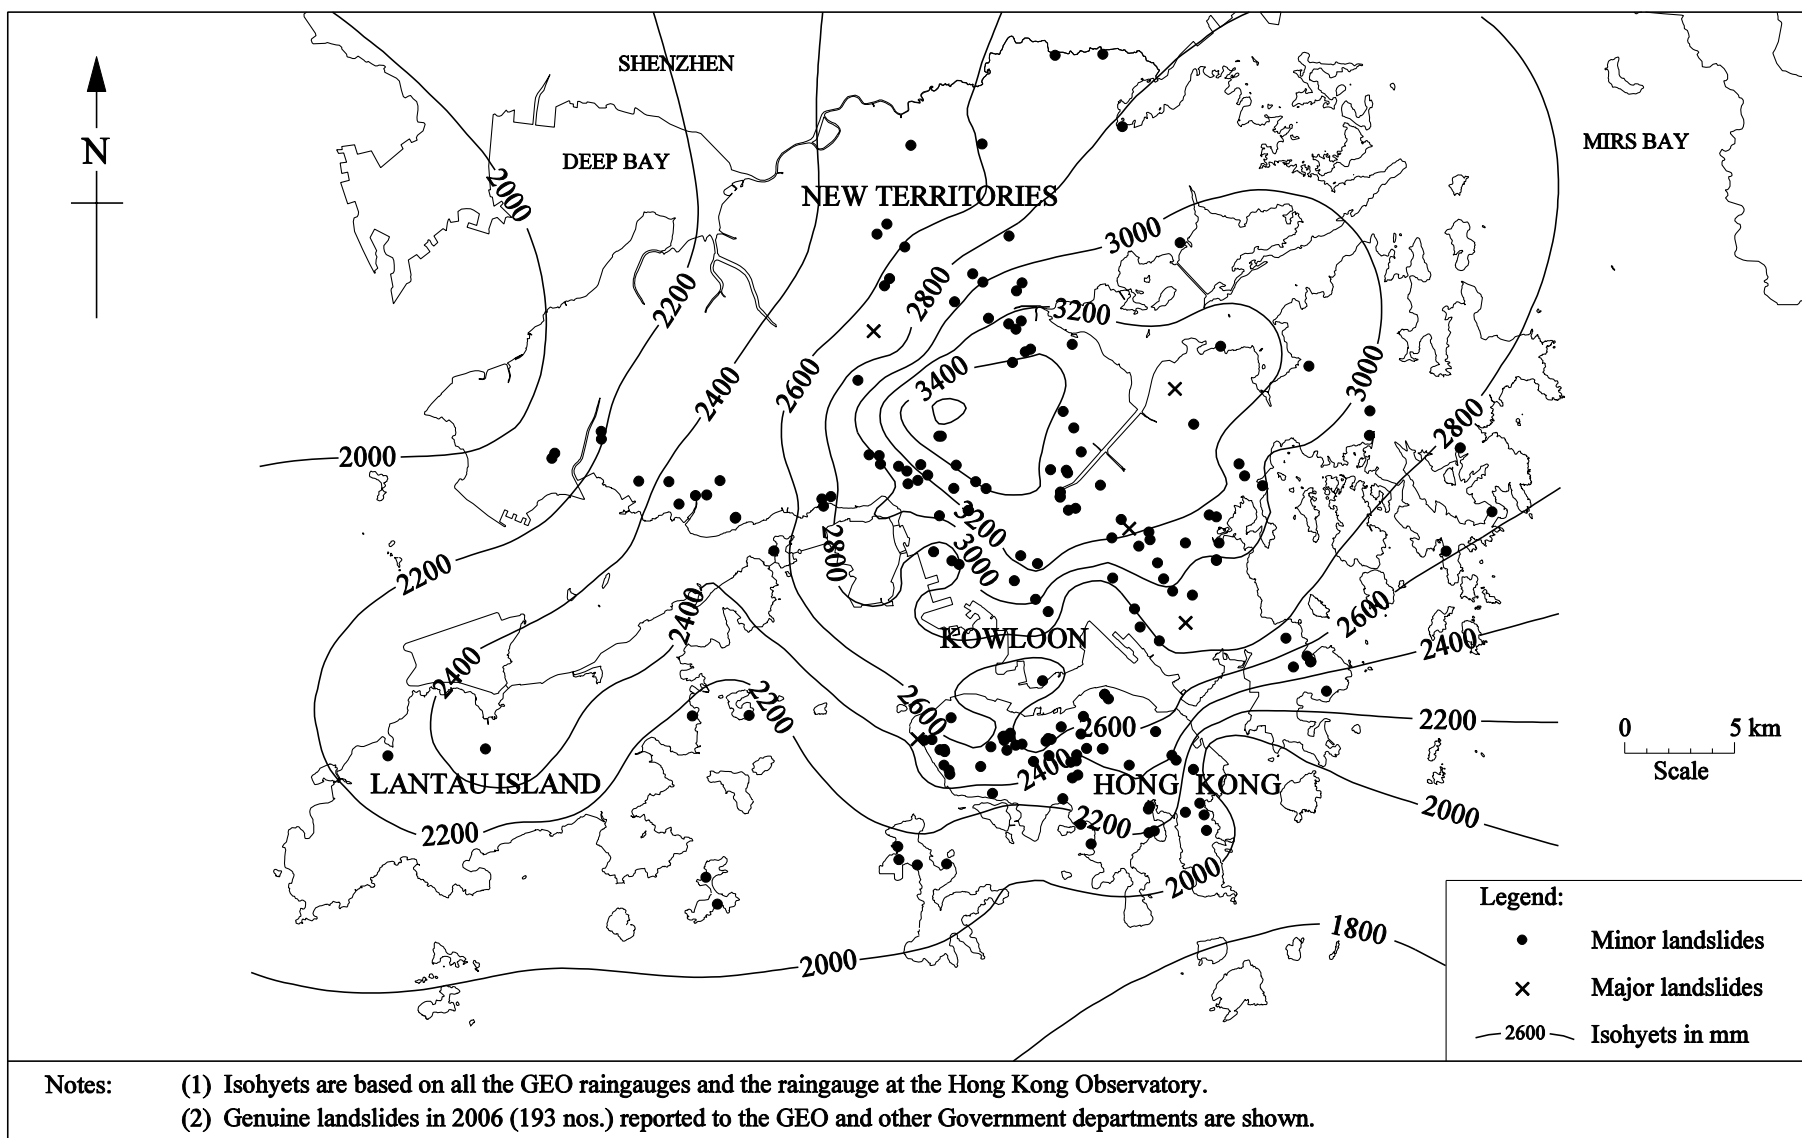 SHENZHEN
MIRS BAY
N
DEEP BAY
2000
NEW TERRITORIES
3000
2800
2200
3200
3000
3400
2600
2400
2800
2000
3200
2800
3000
2200
2400
2600
KOWLOON
2400
2400
2200
2600
2600
2200
0 5 km
Scale
2400
LANTAU ISLAND
HONG KONG
2200
2200
2000
2000
1800
2000
Legend:
Minor landslides
Major landslides
2600 Isohyets in mm
Notes: (1) Isohyets are based on all the GEO raingauges and the raingauge at the Hong Kong Observatory.
(2) Genuine landslides in 2006 (193 nos.) reported to the GEO and other Government departments are shown.